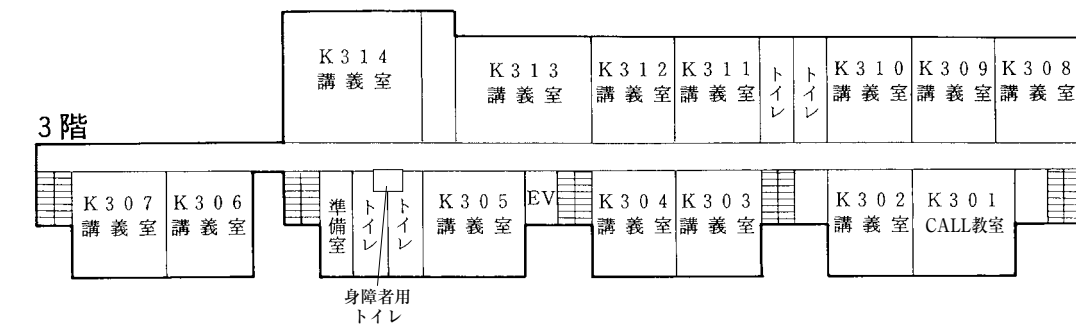 3階
K314
講義室
K313
講義室
K312
講義室
K311
講義室
トイレ
トイレ
K310
講義室
K309
講義室
K308
講義室
K307
講義室
K306
講義室
準備室
トイレ
トイレ
K305
講義室
EV
K304
講義室
K303
講義室
K302
講義室
K301
CALL教室
身障者用
トイレ